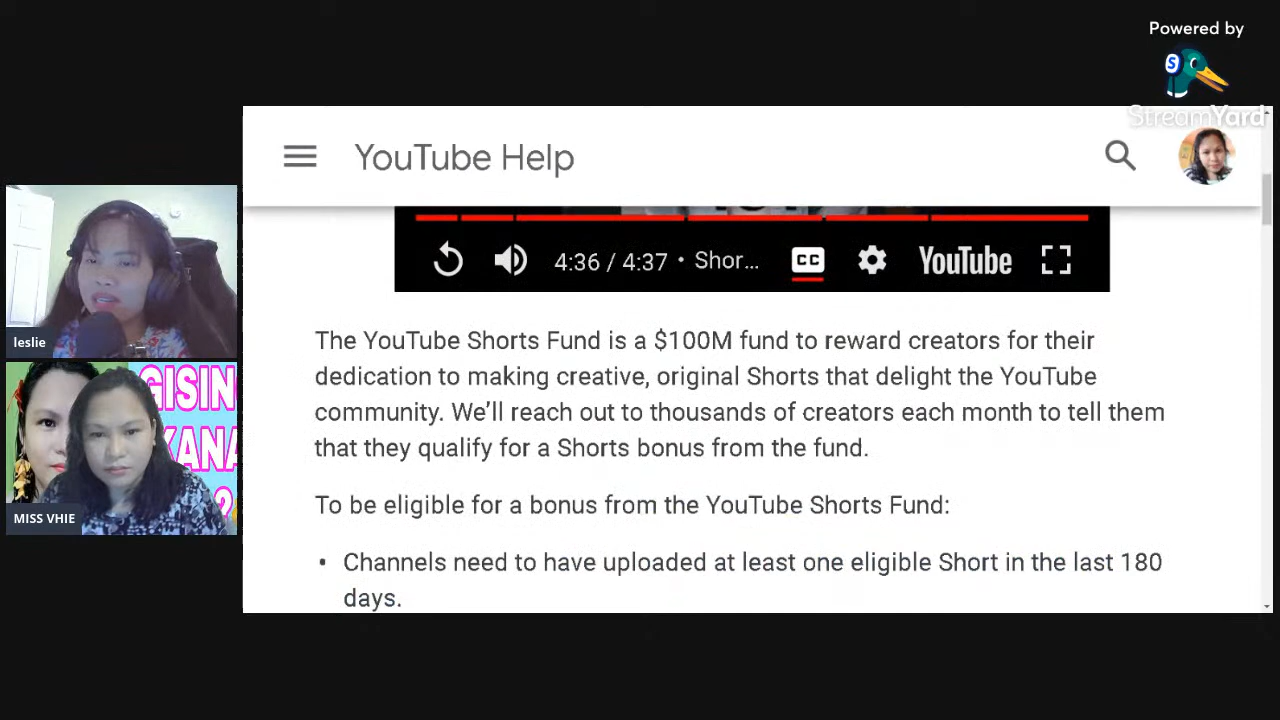 Powered by
StreamYard
YouTube Help
4:36 / 4:37 • Shor...
CC
YouTube
The YouTube Shorts Fund is a $100M fund to reward creators for their
dedication to making creative, original Shorts that delight the YouTube
community. We’ll reach out to thousands of creators each month to tell them
that they qualify for a Shorts bonus from the fund.
To be eligible for a bonus from the YouTube Shorts Fund:
• Channels need to have uploaded at least one eligible Short in the last 180
days.
leslie
GISING
KANA
?
MISS VHIE